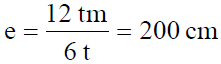 e = 12 tm / 6 t = 200 cm